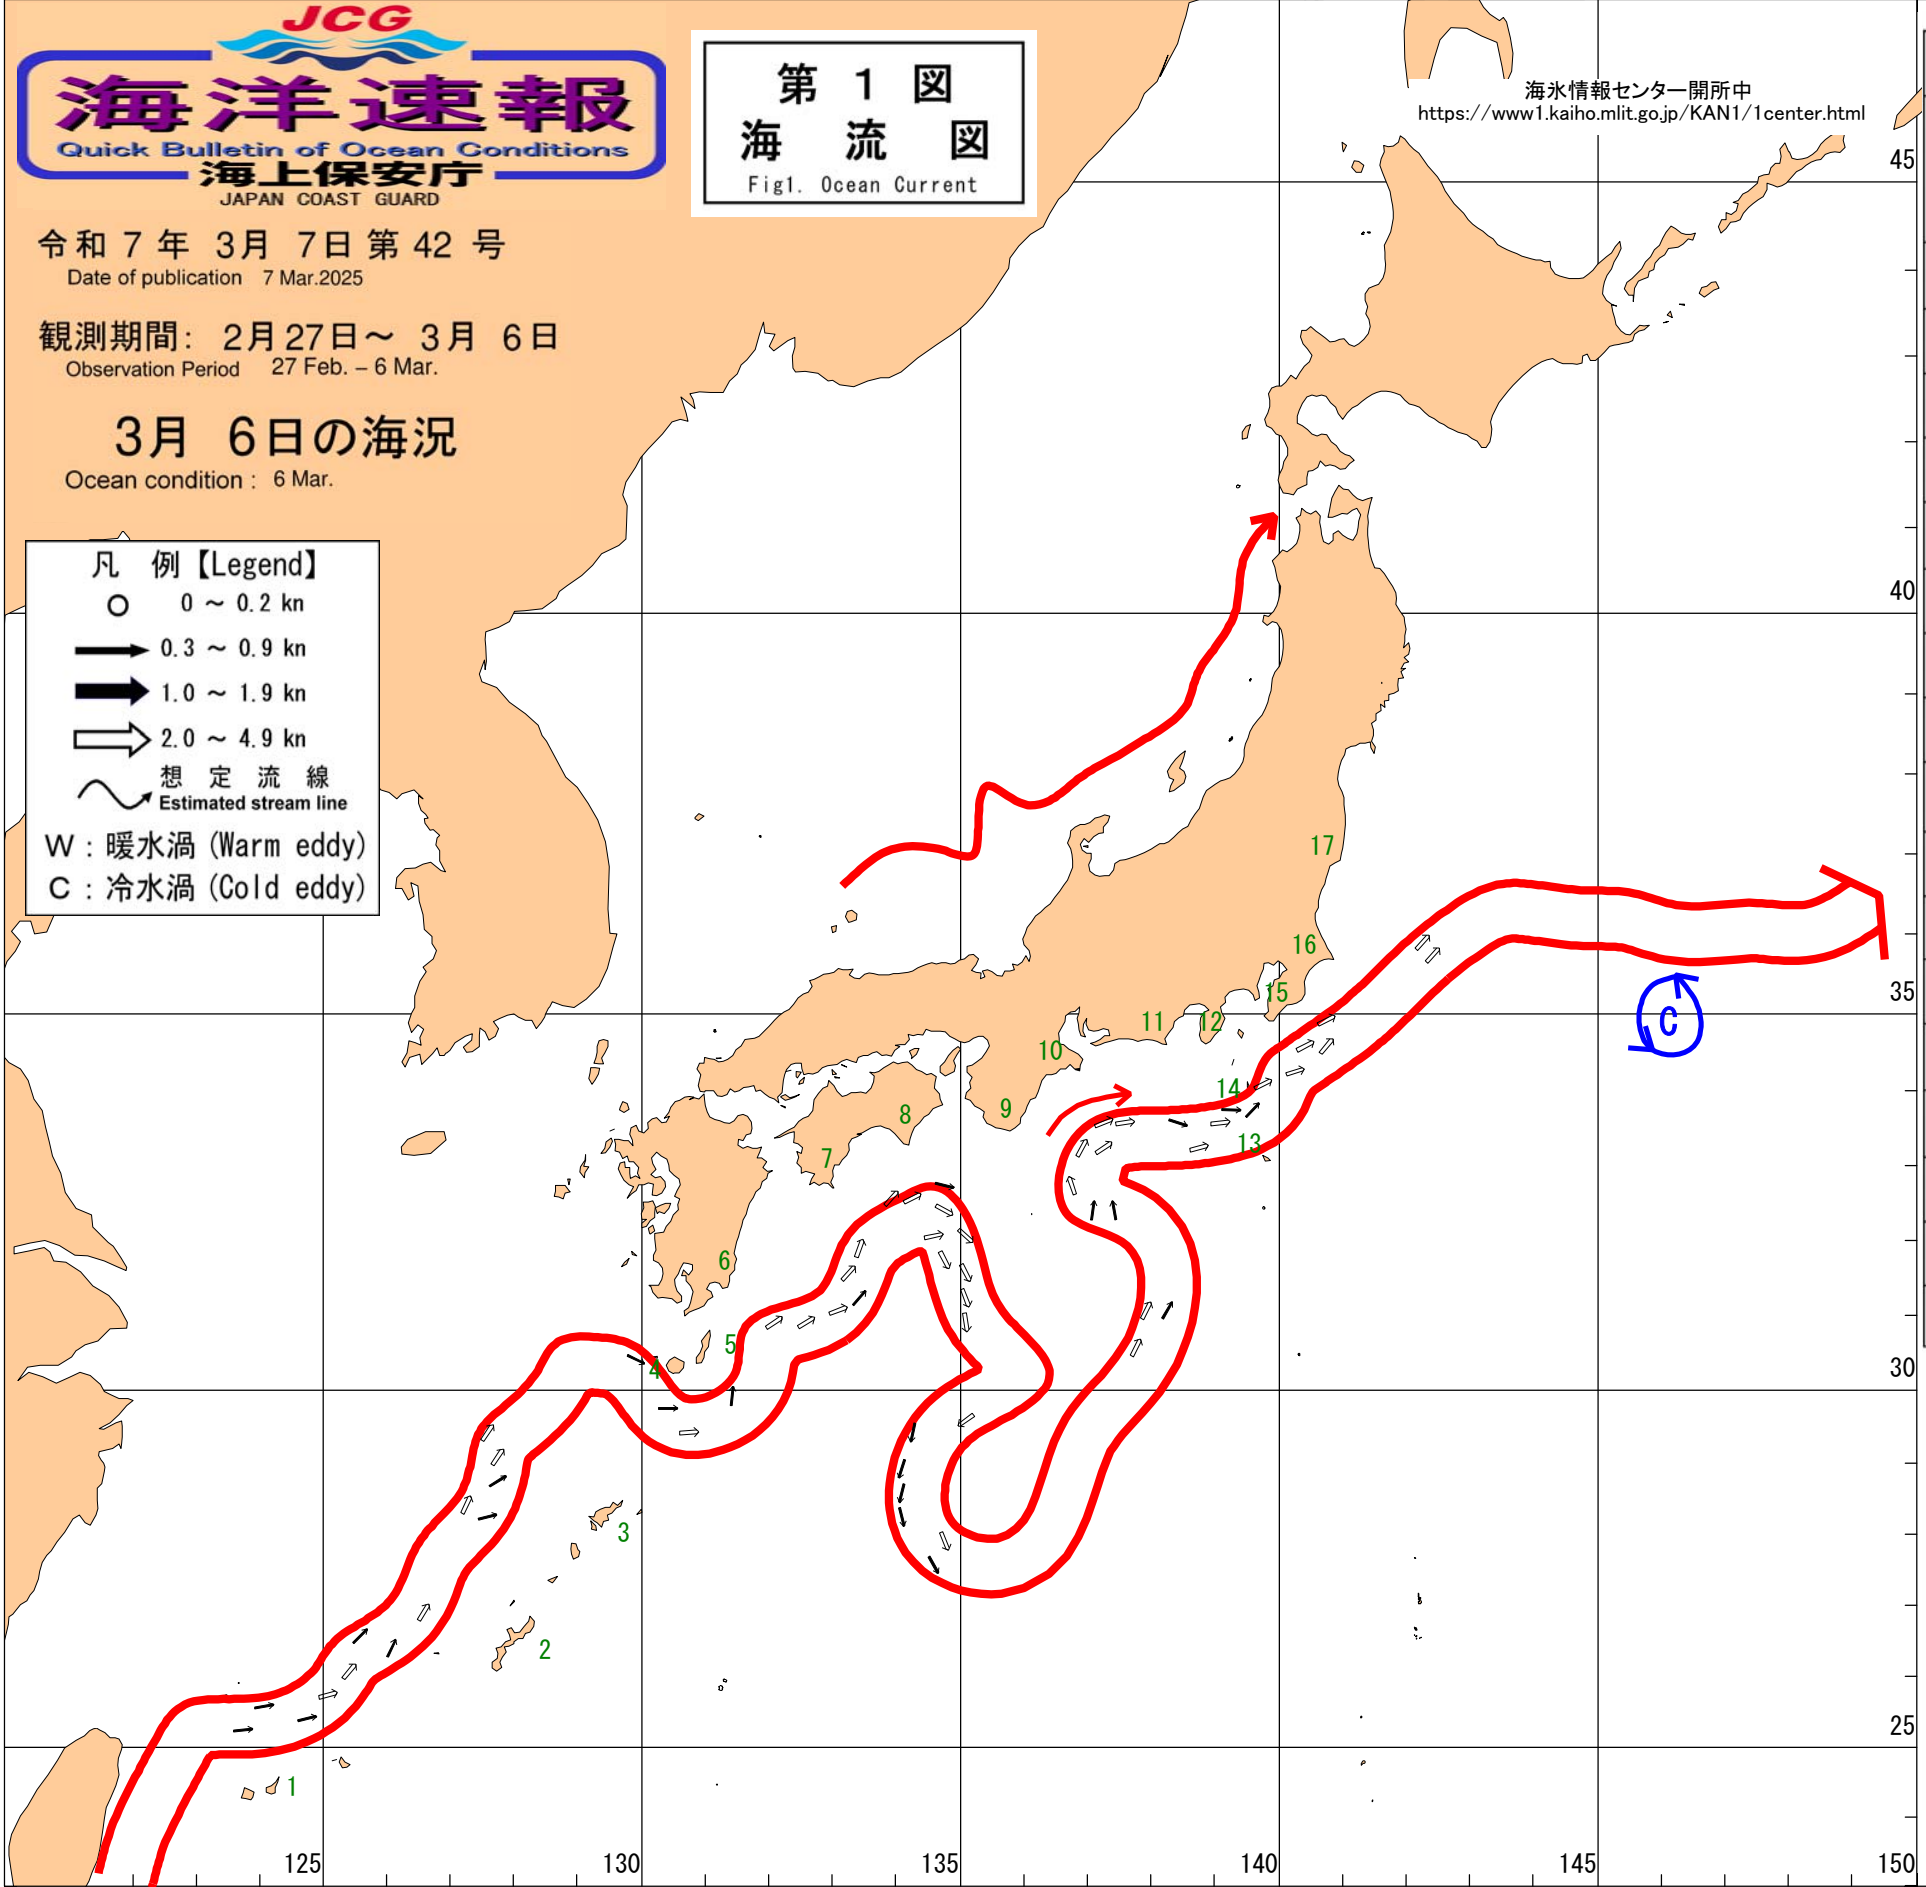 JCG
海洋速報
Quick Bulletin of Ocean Conditions
海上保安庁
JAPAN COAST GUARD
令和 7 年 3月 7日 第 42 号
Date of publication 7 Mar.2025
観測期間： 2月 27日～ 3月 6日
Observation Period 27 Feb. – 6 Mar.
3月 6日の海況
Ocean condition : 6 Mar.
第 1 図
海 流 図
Fig1. Ocean Current
海氷情報センター開所中
https://www1.kaiho.mlit.go.jp/KAN1/1center.html
凡 例【Legend】
0 ～ 0.2 kn
0.3 ～ 0.9 kn
1.0 ～ 1.9 kn
2.0 ～ 4.9 kn
想 定 流 線
Estimated stream line
W : 暖水渦 (Warm eddy)
C : 冷水渦 (Cold eddy)
45
40
17
16
15
35
C
11
12
10
14
9
8
13
7
6
5
4
30
3
2
25
1
125
130
135
140
145
150